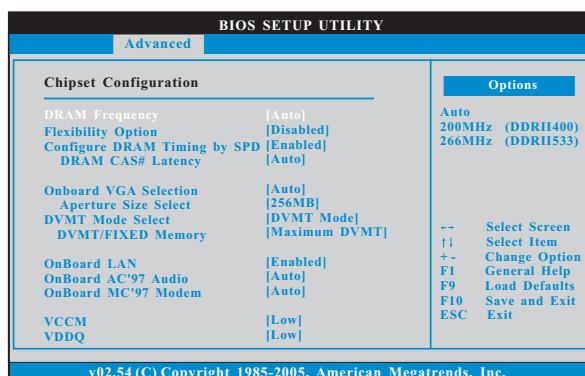 BIOS SETUP UTILITY
Advanced
Chipset Configuration
DRAM Frequency [Auto]
Flexibility Option [Disabled]
Configure DRAM Timing by SPD [Enabled]
DRAM CAS# Latency [Auto]
Onboard VGA Selection [Auto]
Aperture Size Select [256MB]
DVMT Mode Select [DVMT Mode]
DVMT/FIXED Memory [Maximum DVMT]
OnBoard LAN [Enabled]
OnBoard AC'97 Audio [Auto]
OnBoard MC'97 Modem [Auto]
VCCM [Low]
VDDQ [Low]
Options
Auto
200MHz (DDRII400)
266MHz (DDRII533)
←→ Select Screen
↑↓ Select Item
+ - Change Option
F1 General Help
F9 Load Defaults
F10 Save and Exit
ESC Exit
v02.54 (C) Copyright 1985-2005, American Megatrends, Inc.